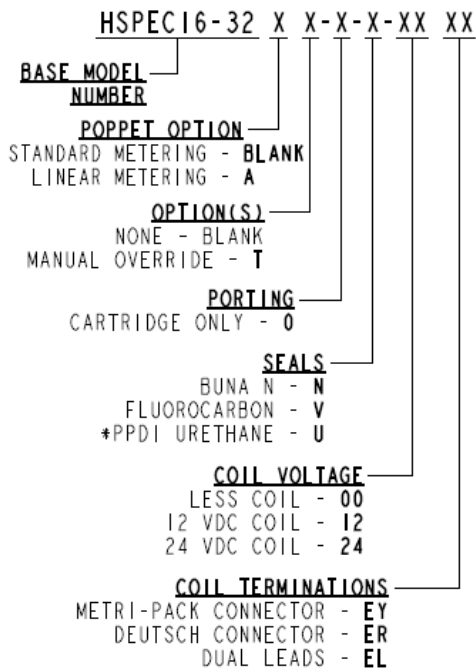 HSPEC16-32 X X-X-X-XX XX
BASE MODEL
NUMBER
POPPET OPTION
STANDARD METERING - BLANK
LINEAR METERING - A
OPTION(S)
NONE - BLANK
MANUAL OVERRIDE - T
PORTING
CARTRIDGE ONLY - 0
SEALS
BUNA N - N
FLUOROCARBON - V
*PPDI URETHANE - U
COIL VOLTAGE
LESS COIL - 00
12 VDC COIL - 12
24 VDC COIL - 24
COIL TERMINATIONS
METRI-PACK CONNECTOR - EY
DEUTSCH CONNECTOR - ER
DUAL LEADS - EL